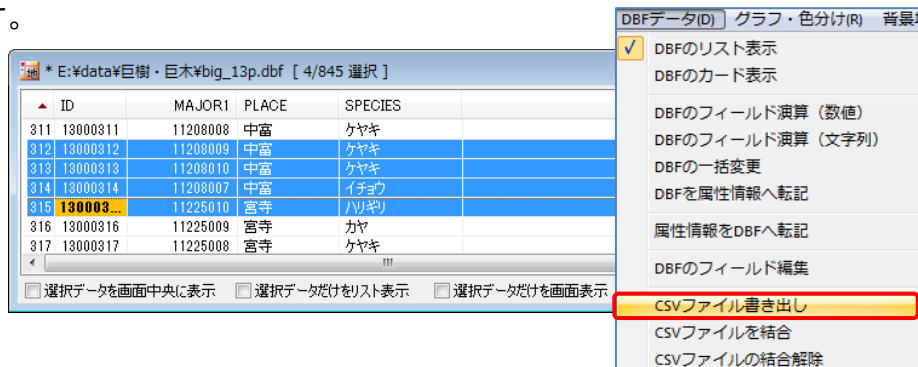 す。
* E:¥data¥巨樹・巨木¥big_13p.dbf [ 4/845 選択 ]
ID MAJOR1 PLACE SPECIES
311 13000311 11208008 中富 ケヤキ
312 13000312 11208009 中富 ケヤキ
313 13000313 11208010 中富 ケヤキ
314 13000314 11208007 中富 イチョウ
315 130003... 11225010 宮寺 ハリギリ
316 13000316 11225009 宮寺 カヤ
317 13000317 11225008 宮寺 ケヤキ
選択データを画面中央に表示 選択データだけをリスト表示 選択データだけを画面表示
DBFデータ(D) グラフ・色分け(R) 背景
DBFのリスト表示
DBFのカード表示
DBFのフィールド演算(数値)
DBFのフィールド演算(文字列)
DBFの一括変更
DBFを属性情報へ転記
属性情報をDBFへ転記
DBFのフィールド編集
CSVファイル書き出し
CSVファイルを結合
CSVファイルの結合解除